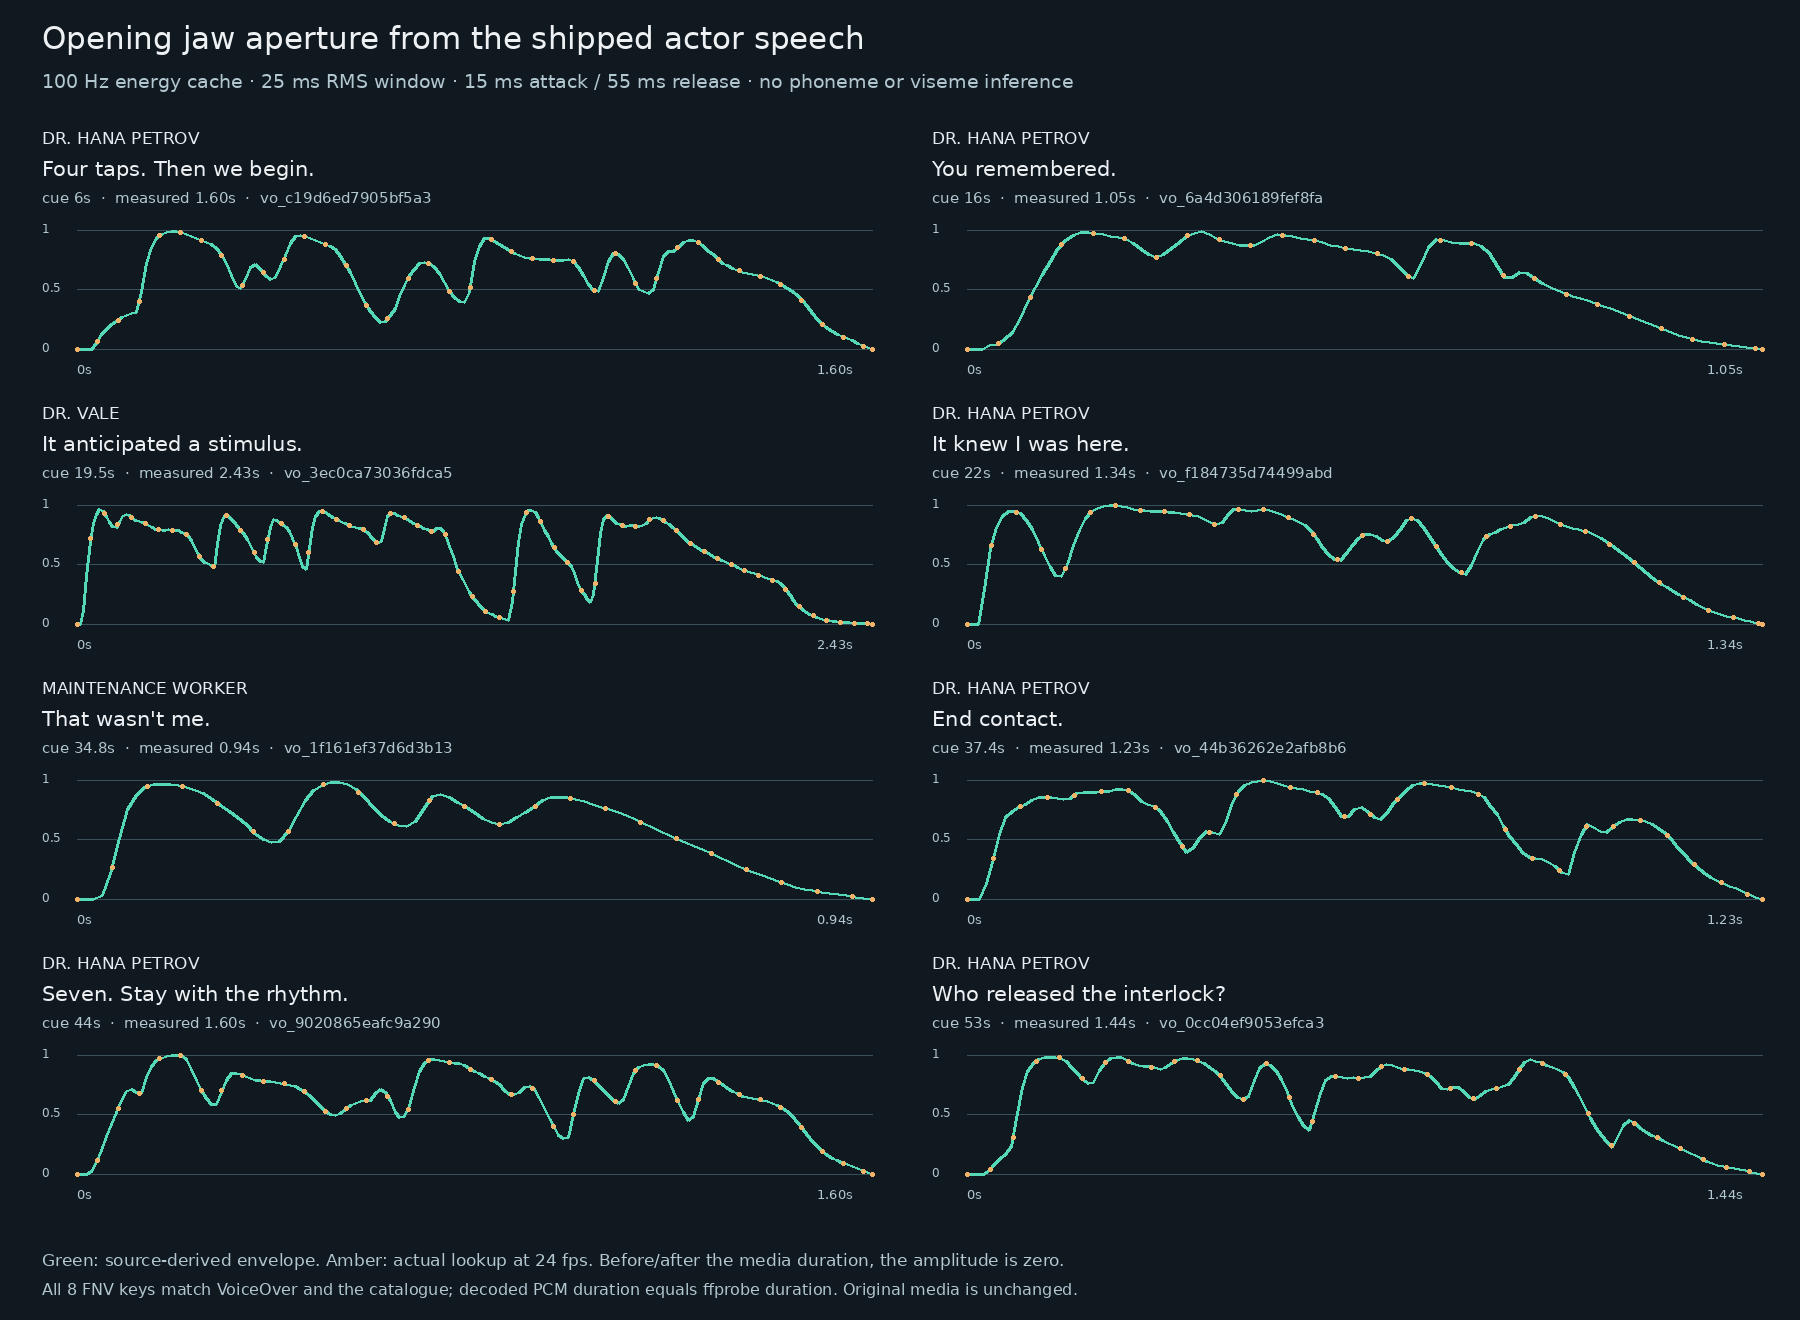 Opening jaw aperture from the shipped actor speech
100 Hz energy cache · 25 ms RMS window · 15 ms attack / 55 ms release · no phoneme or viseme inference
DR. HANA PETROV
Four taps. Then we begin.
cue 6s · measured 1.60s · vo_c19d6ed7905bf5a3
1
0.5
0
0s
1.60s
DR. HANA PETROV
You remembered.
cue 16s · measured 1.05s · vo_6a4d306189fef8fa
1
0.5
0
0s
1.05s
DR. VALE
It anticipated a stimulus.
cue 19.5s · measured 2.43s · vo_3ec0ca73036fdca5
1
0.5
0
0s
2.43s
DR. HANA PETROV
It knew I was here.
cue 22s · measured 1.34s · vo_f184735d74499abd
1
0.5
0
0s
1.34s
MAINTENANCE WORKER
That wasn't me.
cue 34.8s · measured 0.94s · vo_1f161ef37d6d3b13
1
0.5
0
0s
0.94s
DR. HANA PETROV
End contact.
cue 37.4s · measured 1.23s · vo_44b36262e2afb8b6
1
0.5
0
0s
1.23s
DR. HANA PETROV
Seven. Stay with the rhythm.
cue 44s · measured 1.60s · vo_9020865eafc9a290
1
0.5
0
0s
1.60s
DR. HANA PETROV
Who released the interlock?
cue 53s · measured 1.44s · vo_0cc04ef9053efca3
1
0.5
0
0s
1.44s
Green: source-derived envelope. Amber: actual lookup at 24 fps. Before/after the media duration, the amplitude is zero.
All 8 FNV keys match VoiceOver and the catalogue; decoded PCM duration equals ffprobe duration. Original media is unchanged.